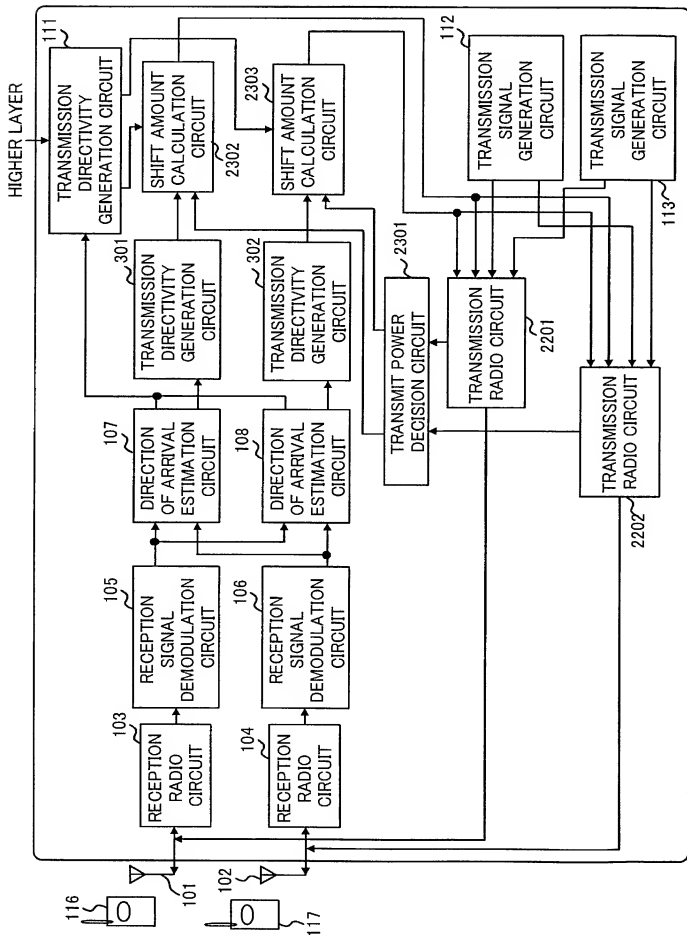 HIGHER LAYER
111
TRANSMISSION
DIRECTIVITY
GENERATION CIRCUIT
SHIFT AMOUNT
CALCULATION
CIRCUIT
2302
2303
SHIFT AMOUNT
CALCULATION
CIRCUIT
112
TRANSMISSION
SIGNAL
GENERATION
CIRCUIT
TRANSMISSION
SIGNAL
GENERATION
CIRCUIT
113
301
TRANSMISSION
DIRECTIVITY
GENERATION
CIRCUIT
302
TRANSMISSION
DIRECTIVITY
GENERATION
CIRCUIT
2301
TRANSMIT POWER
DECISION CIRCUIT
TRANSMISSION
RADIO CIRCUIT
2201
TRANSMISSION
RADIO CIRCUIT
2202
107
DIRECTION
OF ARRIVAL
ESTIMATION
CIRCUIT
108
DIRECTION
OF ARRIVAL
ESTIMATION
CIRCUIT
105
RECEPTION
SIGNAL
DEMODULATION
CIRCUIT
106
RECEPTION
SIGNAL
DEMODULATION
CIRCUIT
103
RECEPTION
RADIO
CIRCUIT
104
RECEPTION
RADIO
CIRCUIT
101
102
116
117